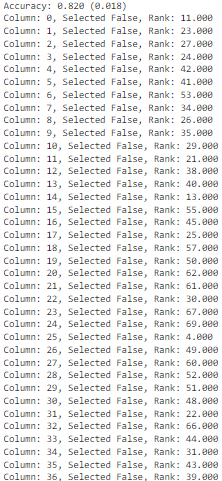 Accuracy: 0.820 (0.018)
Column: 0, Selected False, Rank: 11.000
Column: 1, Selected False, Rank: 23.000
Column: 2, Selected False, Rank: 27.000
Column: 3, Selected False, Rank: 24.000
Column: 4, Selected False, Rank: 42.000
Column: 5, Selected False, Rank: 41.000
Column: 6, Selected False, Rank: 53.000
Column: 7, Selected False, Rank: 34.000
Column: 8, Selected False, Rank: 26.000
Column: 9, Selected False, Rank: 35.000
Column: 10, Selected False, Rank: 29.000
Column: 11, Selected False, Rank: 21.000
Column: 12, Selected False, Rank: 38.000
Column: 13, Selected False, Rank: 40.000
Column: 14, Selected False, Rank: 13.000
Column: 15, Selected False, Rank: 55.000
Column: 16, Selected False, Rank: 45.000
Column: 17, Selected False, Rank: 25.000
Column: 18, Selected False, Rank: 57.000
Column: 19, Selected False, Rank: 50.000
Column: 20, Selected False, Rank: 62.000
Column: 21, Selected False, Rank: 61.000
Column: 22, Selected False, Rank: 30.000
Column: 23, Selected False, Rank: 67.000
Column: 24, Selected False, Rank: 69.000
Column: 25, Selected False, Rank: 4.000
Column: 26, Selected False, Rank: 49.000
Column: 27, Selected False, Rank: 60.000
Column: 28, Selected False, Rank: 52.000
Column: 29, Selected False, Rank: 51.000
Column: 30, Selected False, Rank: 48.000
Column: 31, Selected False, Rank: 22.000
Column: 32, Selected False, Rank: 66.000
Column: 33, Selected False, Rank: 44.000
Column: 34, Selected False, Rank: 31.000
Column: 35, Selected False, Rank: 43.000
Column: 36, Selected False, Rank: 39.000